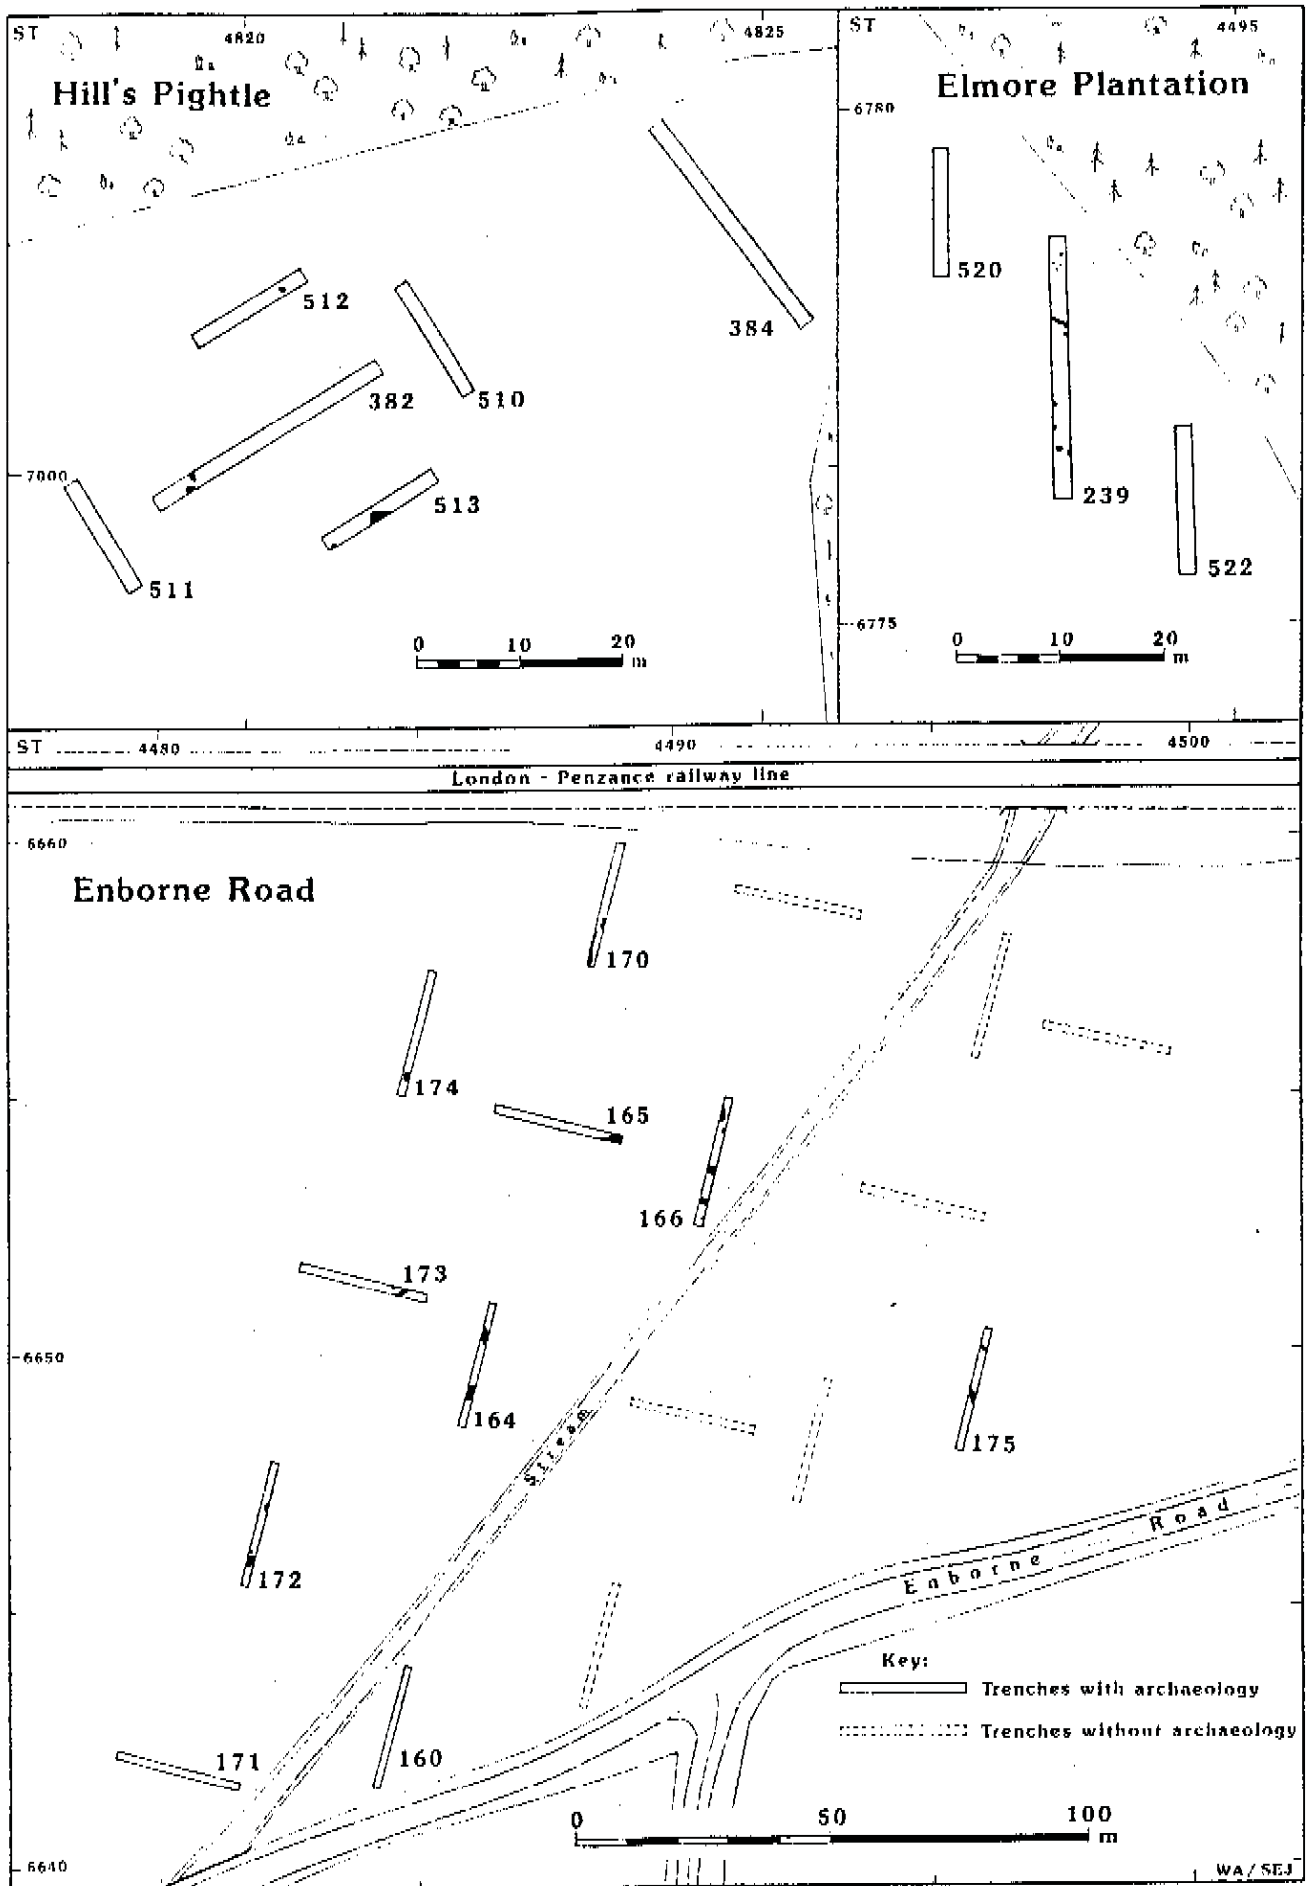 ST
4820
4825
Hill's Pightle
512
384
382
510
7000
513
511
0 10 20
m
ST
4495
Elmore Plantation
6780
520
239
522
6775
0 10 20
m
ST
4480
4490
4500
London - Penzance railway line
6660
Enborne Road
170
174
165
166
173
6650
164
175
Stream
172
Enborne Road
Key:
Trenches with archaeology
Trenches without archaeology
171
160
0 50 100
m
6640
WA/SEJ